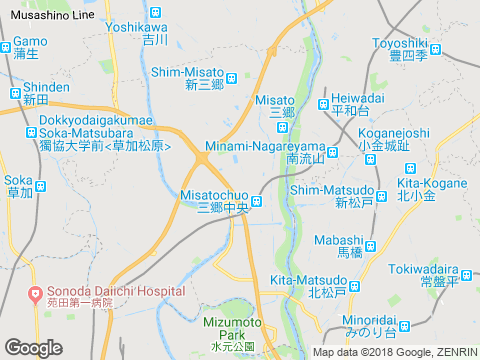 Musashino Line
Yoshikawa
吉川
Gamo
蒲生
Toyoshiki
豊四季
Shim-Misato
新三郷
Shinden
新田
Misato
三郷
Heiwadai
平和台
Dokkyodaigakumae
Soka-Matsubara
獨協大学前<草加松原>
Koganejoshi
小金城趾
Minami-Nagareyama
南流山
Soka
草加
Kita-Kogane
北小金
Misatochuo
三郷中央
Shim-Matsudo
新松戸
Mabashi
馬橋
Tokiwadaira
常盤平
Sonoda Daiichi Hospital
苑田第一病院
Kita-Matsudo
北松戸
Mizumoto
Park
水元公園
Minoridai
みのり台
Google
Map data ©2018 Google, ZENRIN